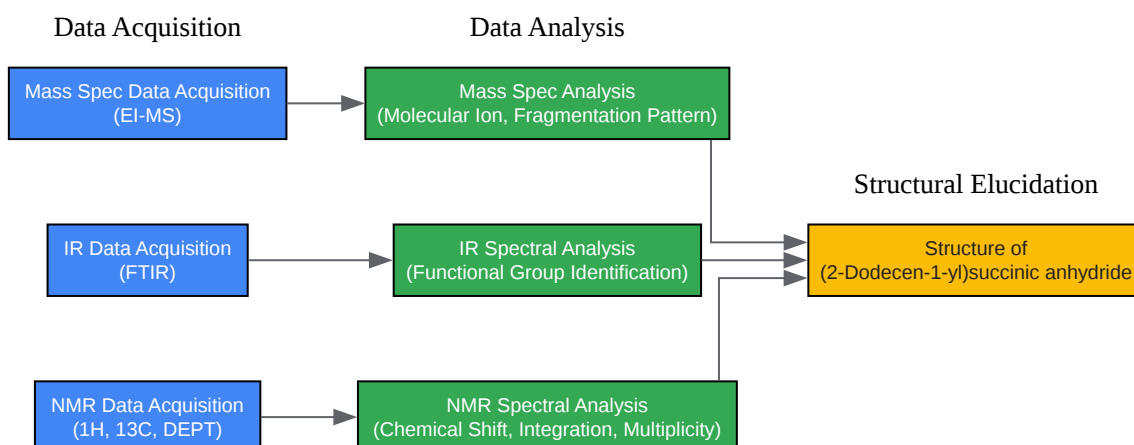 Data Acquisition
Data Analysis
Mass Spec Data Acquisition
(EI-MS)
Mass Spec Analysis
(Molecular Ion, Fragmentation Pattern)
Structural Elucidation
IR Data Acquisition
(FTIR)
IR Spectral Analysis
(Functional Group Identification)
Structure of
(2-Dodecen-1-yl)succinic anhydride
NMR Data Acquisition
(1H, 13C, DEPT)
NMR Spectral Analysis
(Chemical Shift, Integration, Multiplicity)